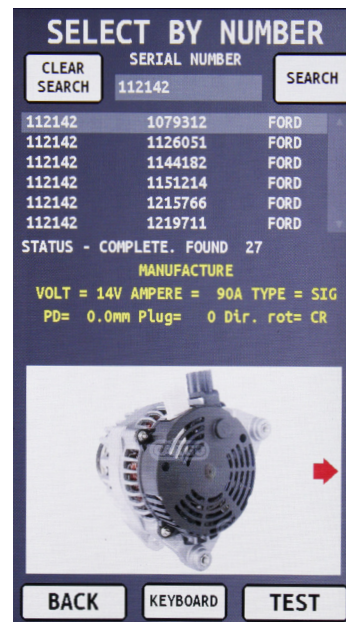 SELECT BY NUMBER
CLEAR SEARCH
SERIAL NUMBER
112142
SEARCH
112142 1079312 FORD
112142 1126051 FORD
112142 1144182 FORD
112142 1151214 FORD
112142 1215766 FORD
112142 1219711 FORD
STATUS - COMPLETE. FOUND 27
MANUFACTURE
VOLT = 14V AMPERE = 90A TYPE = SIG
PD= 0.0mm Plug= 0 Dir. rot= CR
BACK
KEYBOARD
TEST